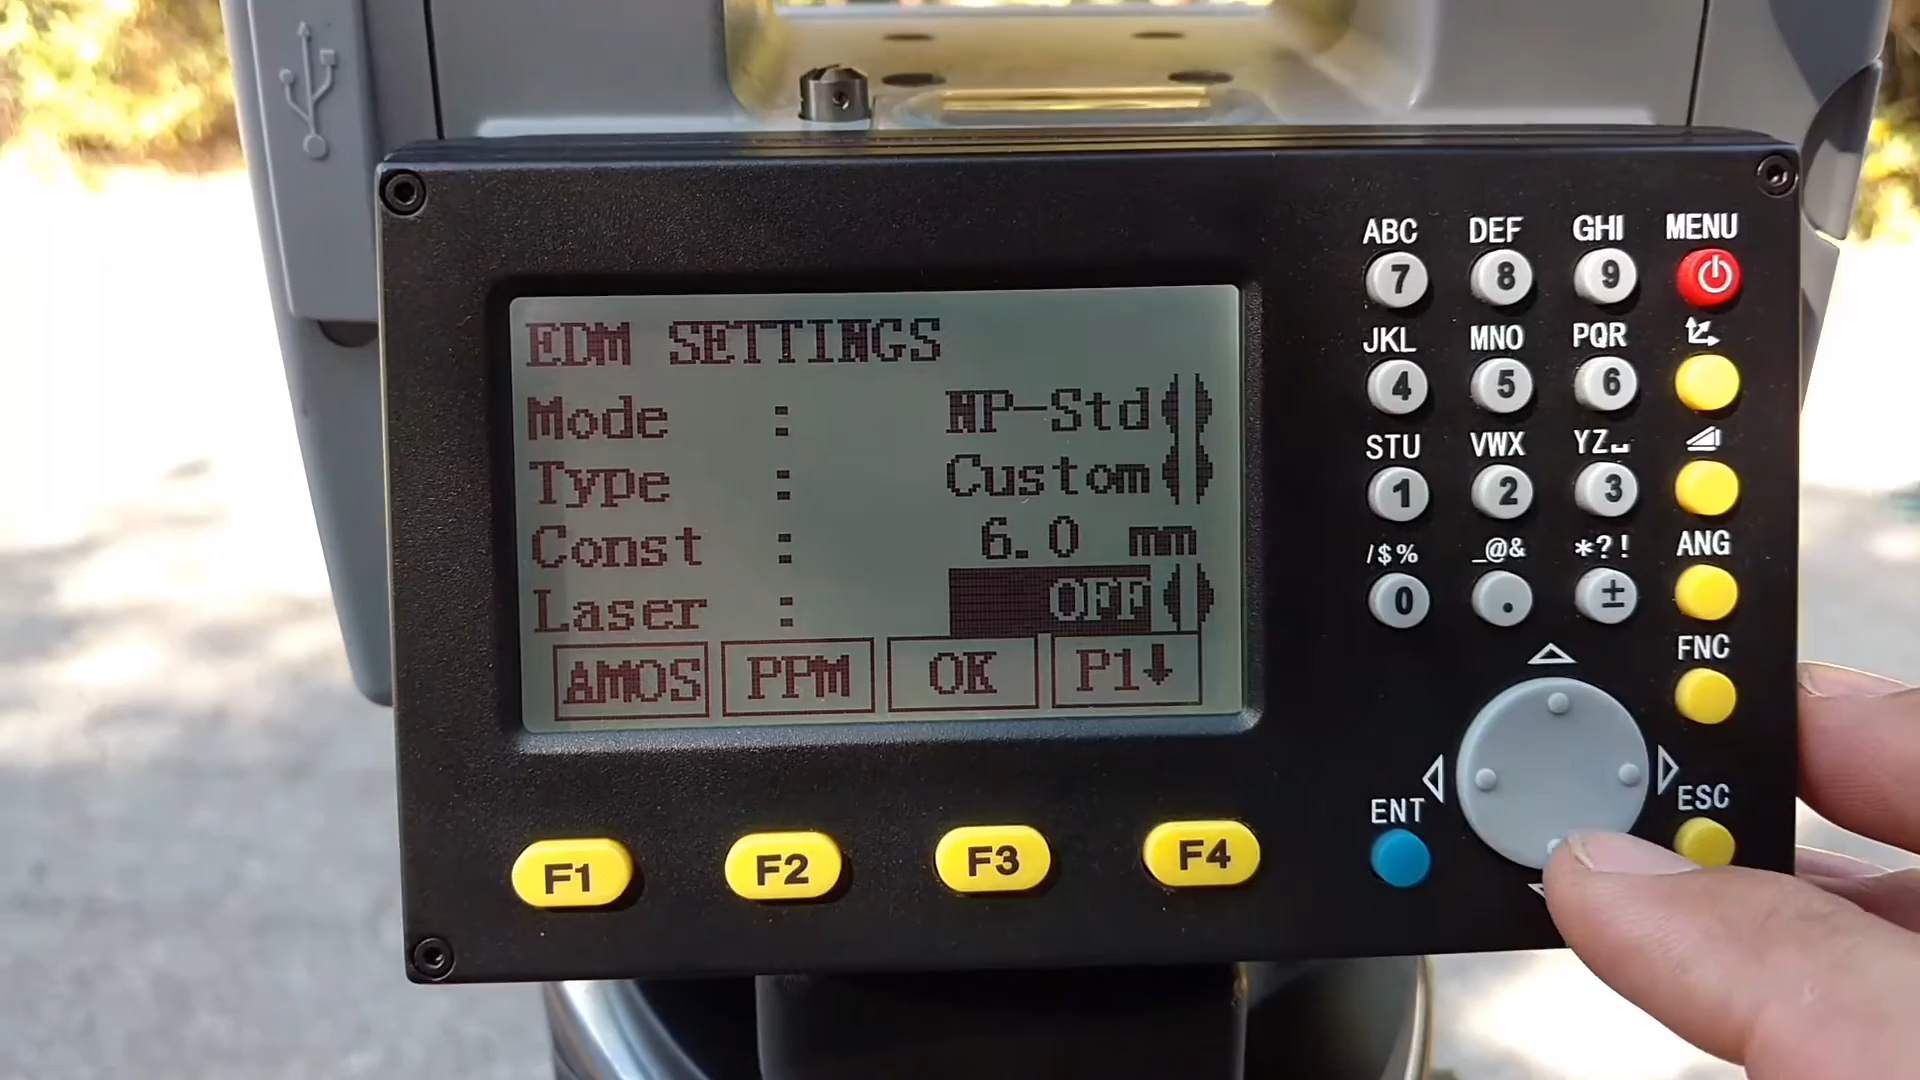 EDM SETTINGS
Mode : NP-Std
Type : Custom
Const : 6.0 mm
Laser : OFF
AMOS PPM OK P1↓
F1 F2 F3 F4
ABC DEF GHI MENU
7 8 9
JKL MNO PQR
4 5 6
STU VWX YZ␣
1 2 3
/$% _@& *?! ANG
0 . ±
FNC
ENT ESC